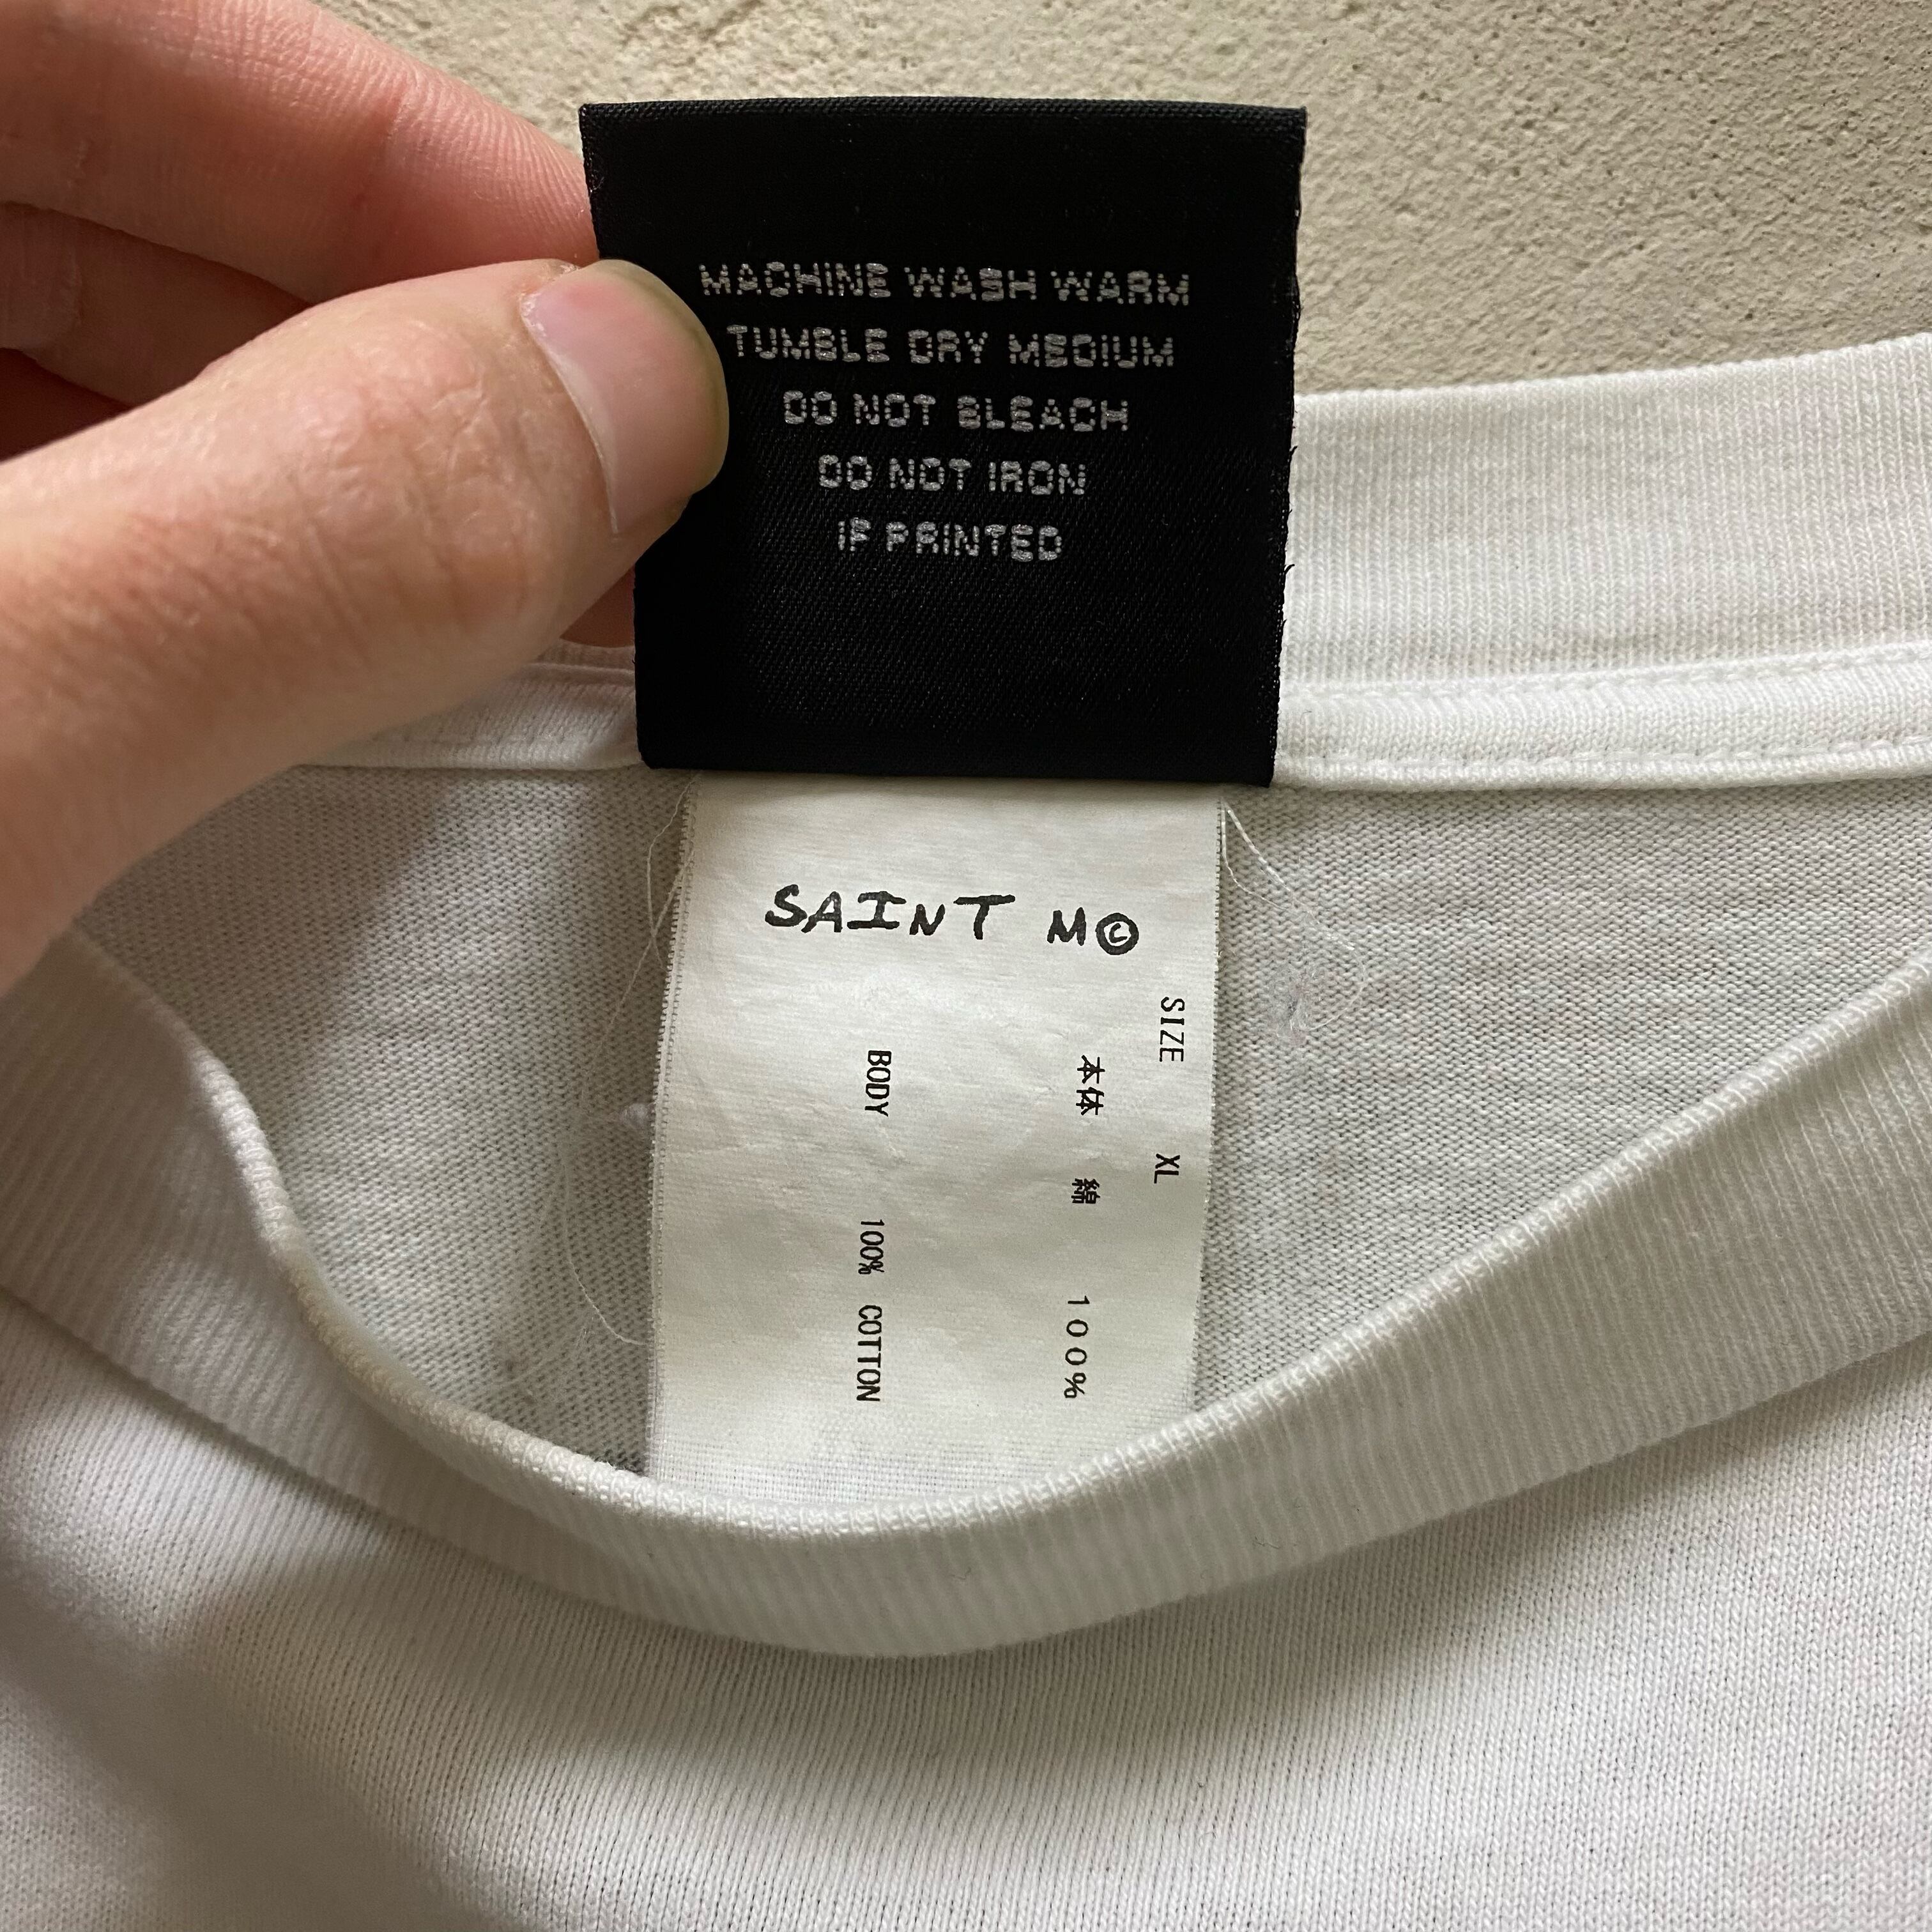 MACHINE WASH WARM
TUMBLE DRY MEDIUM
DO NOT BLEACH
DO NOT IRON
IF PRINTED
SAINT M©
SIZE XL
本体 綿 100%
BODY 100% COTTON